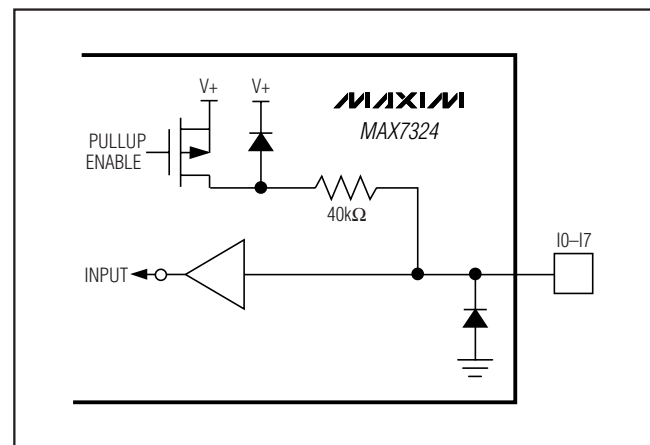 V+ V+
MAXIM
MAX7324
PULLUP
ENABLE
40kΩ
I0–I7
INPUT